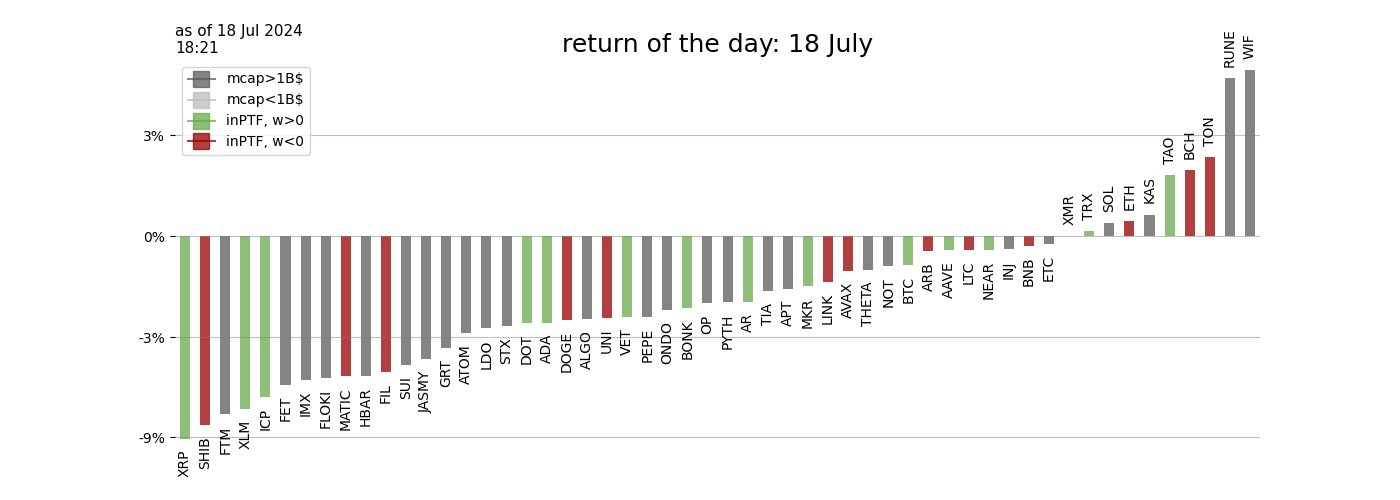 as of 18 Jul 2024
18:21
return of the day: 18 July
mcap>1B$
mcap<1B$
inPTF, w>0
inPTF, w<0
3%
0%
-3%
-9%
XRP
SHIB
FTM
XLM
ICP
FET
IMX
FLOKI
MATIC
HBAR
FIL
SUI
JASMY
GRT
ATOM
LDO
STX
DOT
ADA
DOGE
ALGO
UNI
VET
PEPE
ONDO
BONK
OP
PYTH
AR
TIA
APT
MKR
LINK
AVAX
THETA
NOT
BTC
ARB
AAVE
LTC
NEAR
INJ
BNB
ETC
XMR
TRX
SOL
ETH
KAS
TAO
BCH
TON
RUNE
WIF